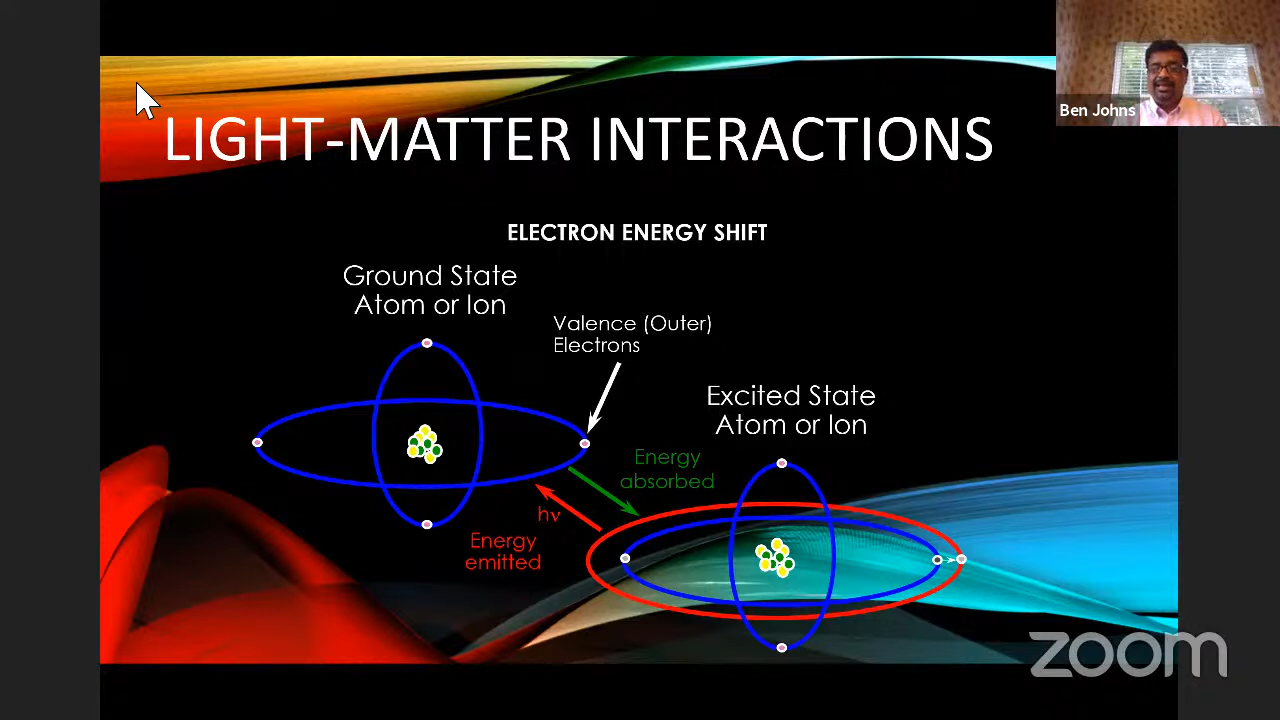 Ben Johns
LIGHT-MATTER INTERACTIONS
ELECTRON ENERGY SHIFT
Ground State
Atom or Ion
Valence (Outer)
Electrons
Excited State
Atom or Ion
Energy
absorbed
hν
Energy
emitted
zoom